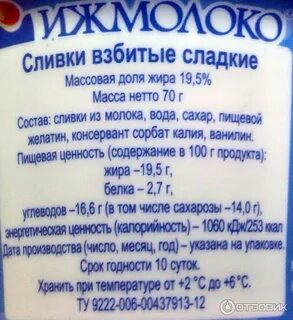 ИЖМОЛОКО
Сливки взбитые сладкие
Массовая доля жира 19,5%
Масса нетто 70 г
Состав: сливки из молока, вода, сахар, пищевой
желатин, консервант сорбат калия, ванилин.
Пищевая ценность (содержание в 100 г продукта):
жира –19,5 г,
белка – 2,7 г,
углеводов –16,6 г (в том числе сахарозы –14,0 г),
энергетическая ценность (калорийность) – 1060 кДж/253 ккал
Дата производства (число, месяц, год) – указана на упаковке.
Срок годности 10 суток.
Хранить при температуре от +2 °С до +6°С.
ТУ 9222-006-00437913-12
ОТЗОВИК